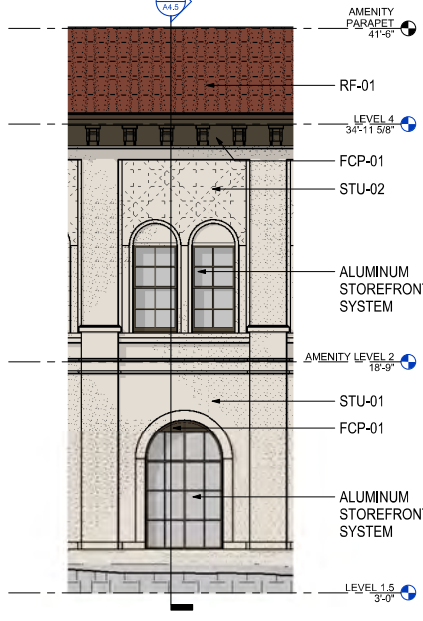 A4.5
AMENITY
PARAPET
41'-6"
RF-01
LEVEL 4
34'-11 5/8"
FCP-01
STU-02
ALUMINUM
STOREFRONT
SYSTEM
AMENITY LEVEL 2
18'-9"
STU-01
FCP-01
ALUMINUM
STOREFRONT
SYSTEM
LEVEL 1.5
3'-0"